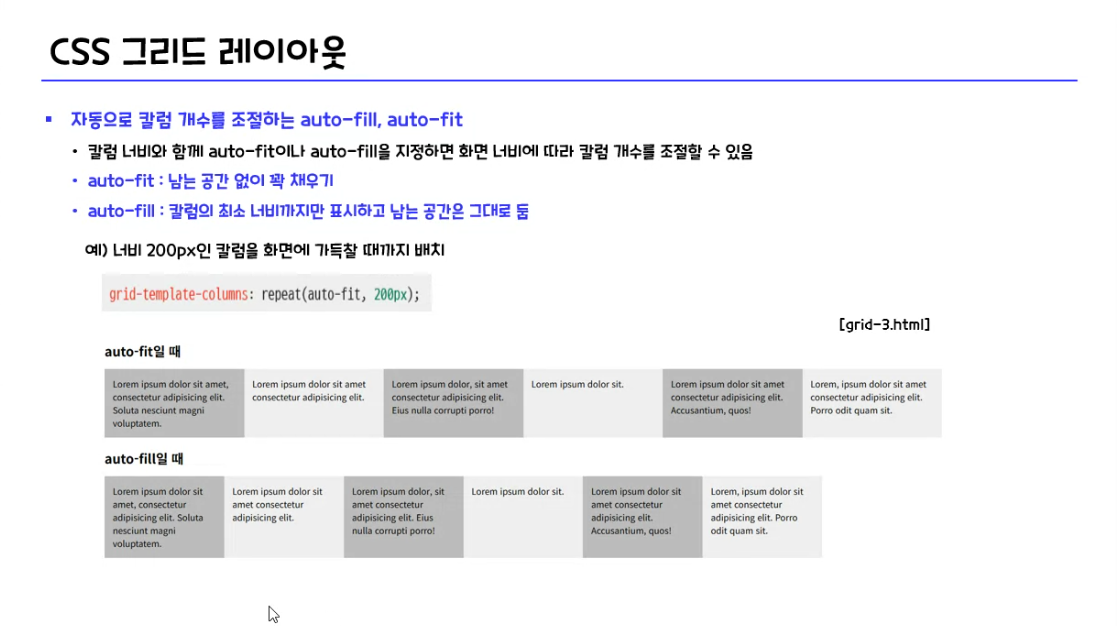 CSS 그리드 레이아웃
자동으로 칼럼 개수를 조절하는 auto-fill, auto-fit
칼럼 너비와 함께 auto-fit이나 auto-fill을 지정하면 화면 너비에 따라 칼럼 개수를 조절할 수 있음
auto-fit : 남는 공간 없이 꽉 채우기
auto-fill : 칼럼의 최소 너비까지만 표시하고 남는 공간은 그대로 둠
예) 너비 200px인 칼럼을 화면에 가득찰 때까지 배치
grid-template-columns: repeat(auto-fit, 200px);
[grid-3.html]
auto-fit일 때
Lorem ipsum dolor sit amet,
consectetur adipisicing elit.
Soluta nesciunt magni
voluptatem.
Lorem ipsum dolor sit amet
consectetur adipisicing elit.
Lorem ipsum dolor, sit amet
consectetur adipisicing elit.
Eius nulla corrupti porro!
Lorem ipsum dolor sit.
Lorem ipsum dolor sit amet
consectetur adipisicing elit.
Accusantium, quos!
Lorem, ipsum dolor sit amet
consectetur adipisicing elit.
Porro odit quam sit.
auto-fill일 때
Lorem ipsum dolor sit
amet, consectetur
adipisicing elit. Soluta
nesciunt magni
voluptatem.
Lorem ipsum dolor sit
amet consectetur
adipisicing elit.
Lorem ipsum dolor, sit
amet consectetur
adipisicing elit. Eius
nulla corrupti porro!
Lorem ipsum dolor sit.
Lorem ipsum dolor sit
amet consectetur
adipisicing elit.
Accusantium, quos!
Lorem, ipsum dolor sit
amet consectetur
adipisicing elit. Porro
odit quam sit.